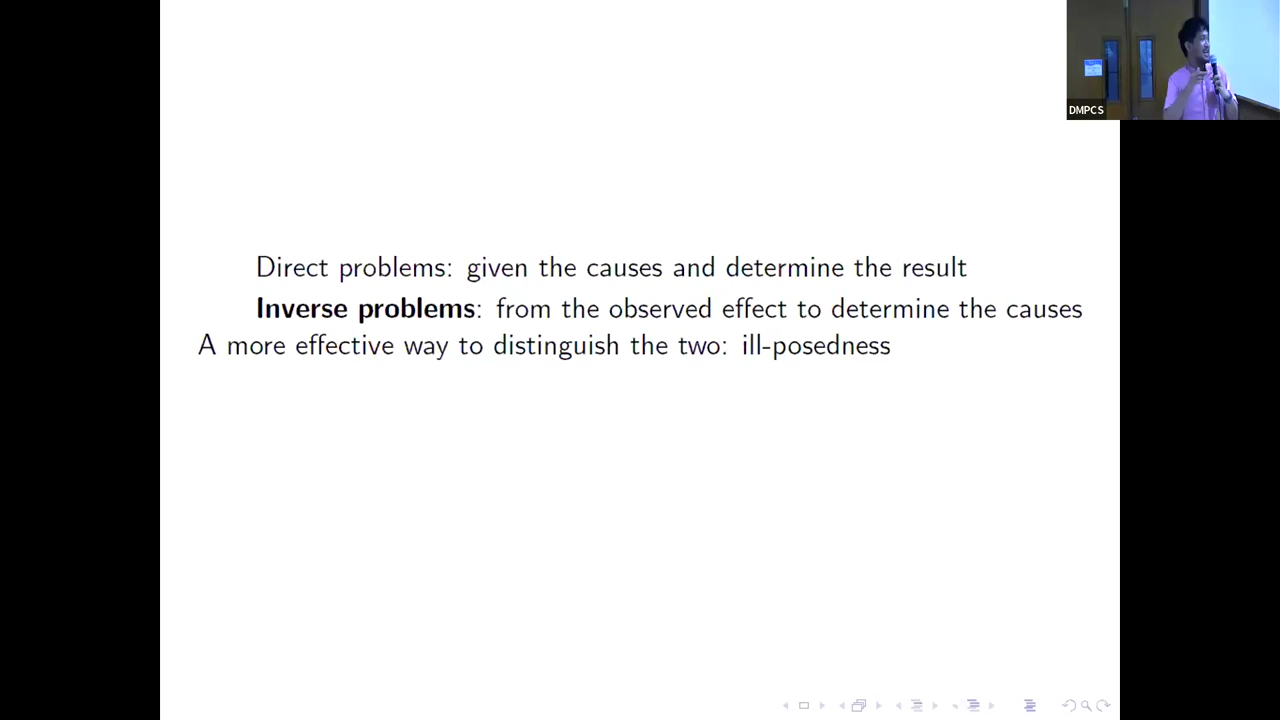 DMPCS
Direct problems: given the causes and determine the result
Inverse problems: from the observed effect to determine the causes
A more effective way to distinguish the two: ill-posedness